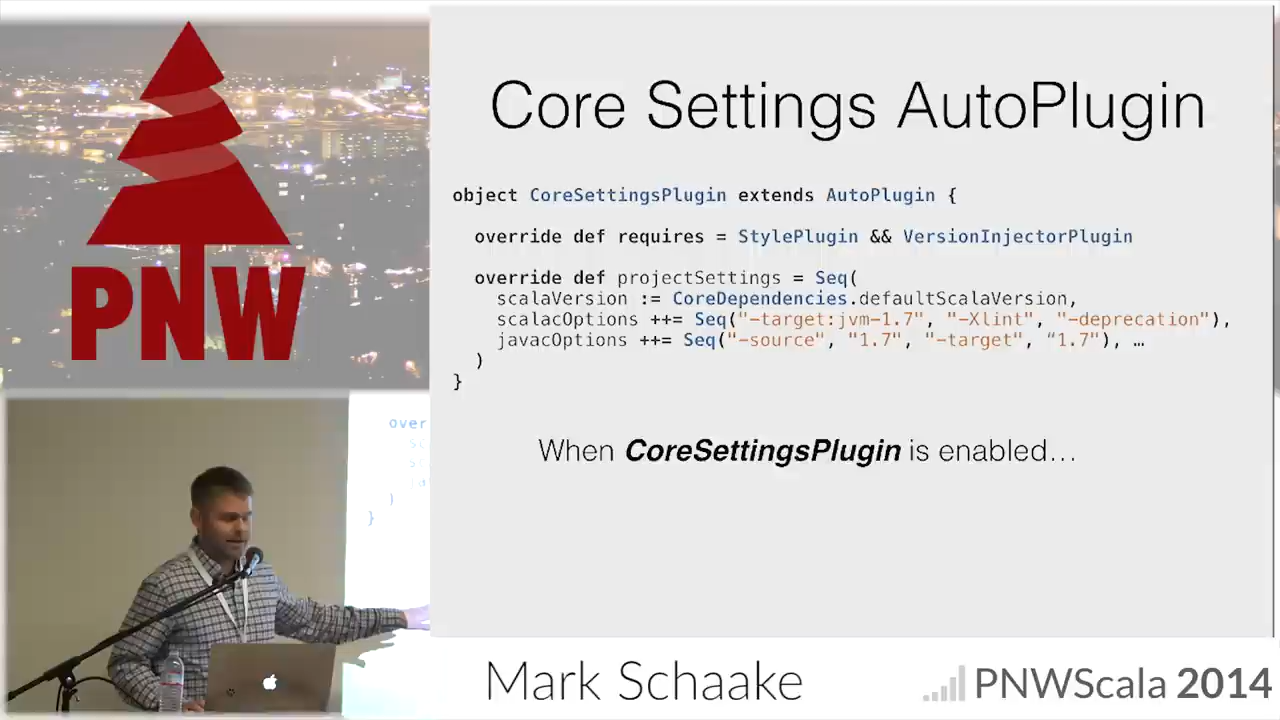 PNW
Core Settings AutoPlugin
object CoreSettingsPlugin extends AutoPlugin {
override def requires = StylePlugin && VersionInjectorPlugin
override def projectSettings = Seq(
scalaVersion := CoreDependencies.defaultScalaVersion,
scalacOptions ++= Seq("-target:jvm-1.7", "-Xlint", "-deprecation"),
javacOptions ++= Seq("-source", "1.7", "-target", “1.7"), …
)
}
When CoreSettingsPlugin is enabled…
over
)
}
Mark Schaake
PNWScala 2014